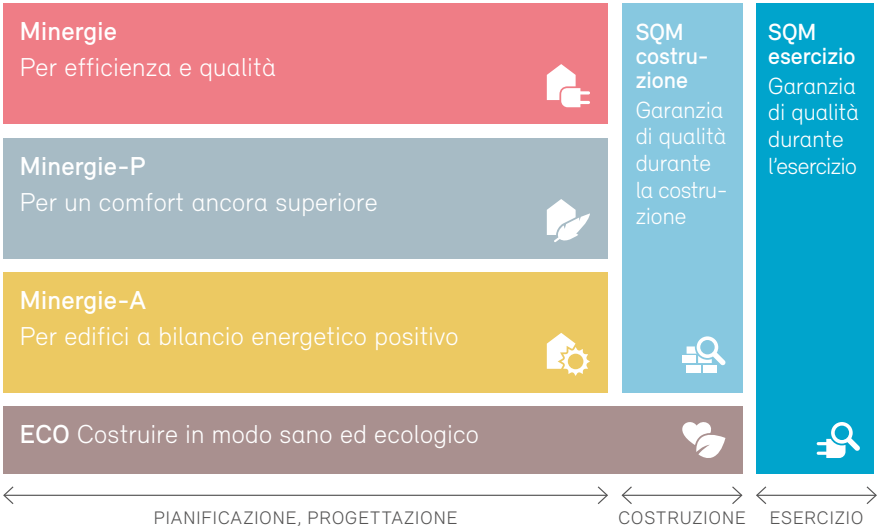 Minergie
Per efficienza e qualità
Minergie-P
Per un comfort ancora superiore
Minergie-A
Per edifici a bilancio energetico positivo
ECO Costruire in modo sano ed ecologico
SQM
costru-
zione
Garanzia
di qualità
durante
la costru-
zione
SQM
esercizio
Garanzia
di qualità
durante
l'esercizio
PIANIFICAZIONE, PROGETTAZIONE
COSTRUZIONE
ESERCIZIO